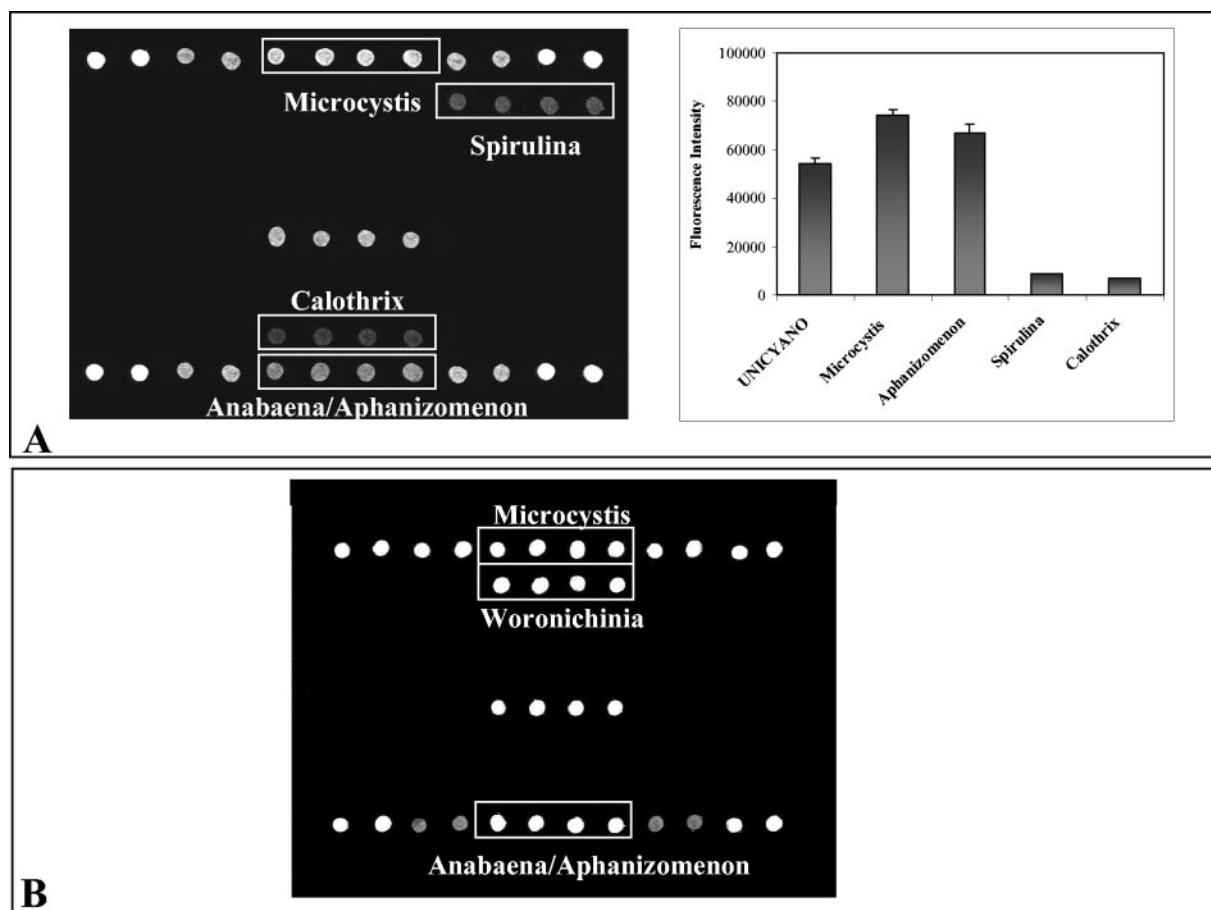 Microcystis
Spirulina
Calothrix
Anabaena/Aphanizomenon
A
100000
80000
60000
40000
20000
0
Fluorescence Intensity
UNICYANO
Microcystis
Aphanizomenon
Spirulina
Calothrix
Microcystis
Woronichinia
Anabaena/Aphanizomenon
B